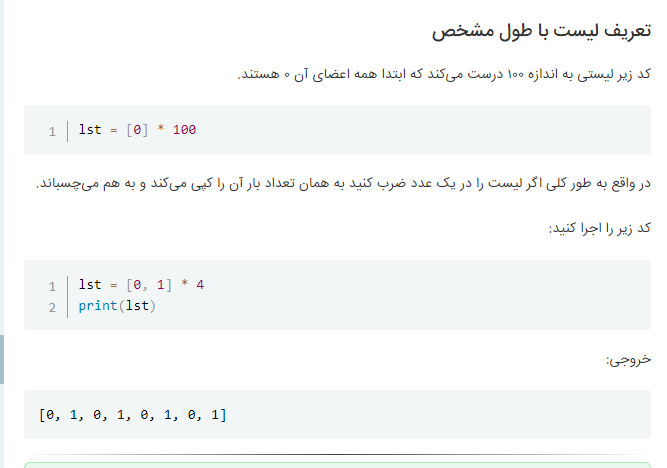 تعریف لیست با طول مشخص
کد زیر لیستی به اندازه ۱۰۰ درست می‌کند که ابتدا همه اعضای آن ۰ هستند.
1 lst = [0] * 100
در واقع به طور کلی اگر لیست را در یک عدد ضرب کنید به همان تعداد بار آن را کپی می‌کند و به هم می‌چسباند.
کد زیر را اجرا کنید:
1 lst = [0, 1] * 4
2 print(lst)
خروجی:
[0, 1, 0, 1, 0, 1, 0, 1]